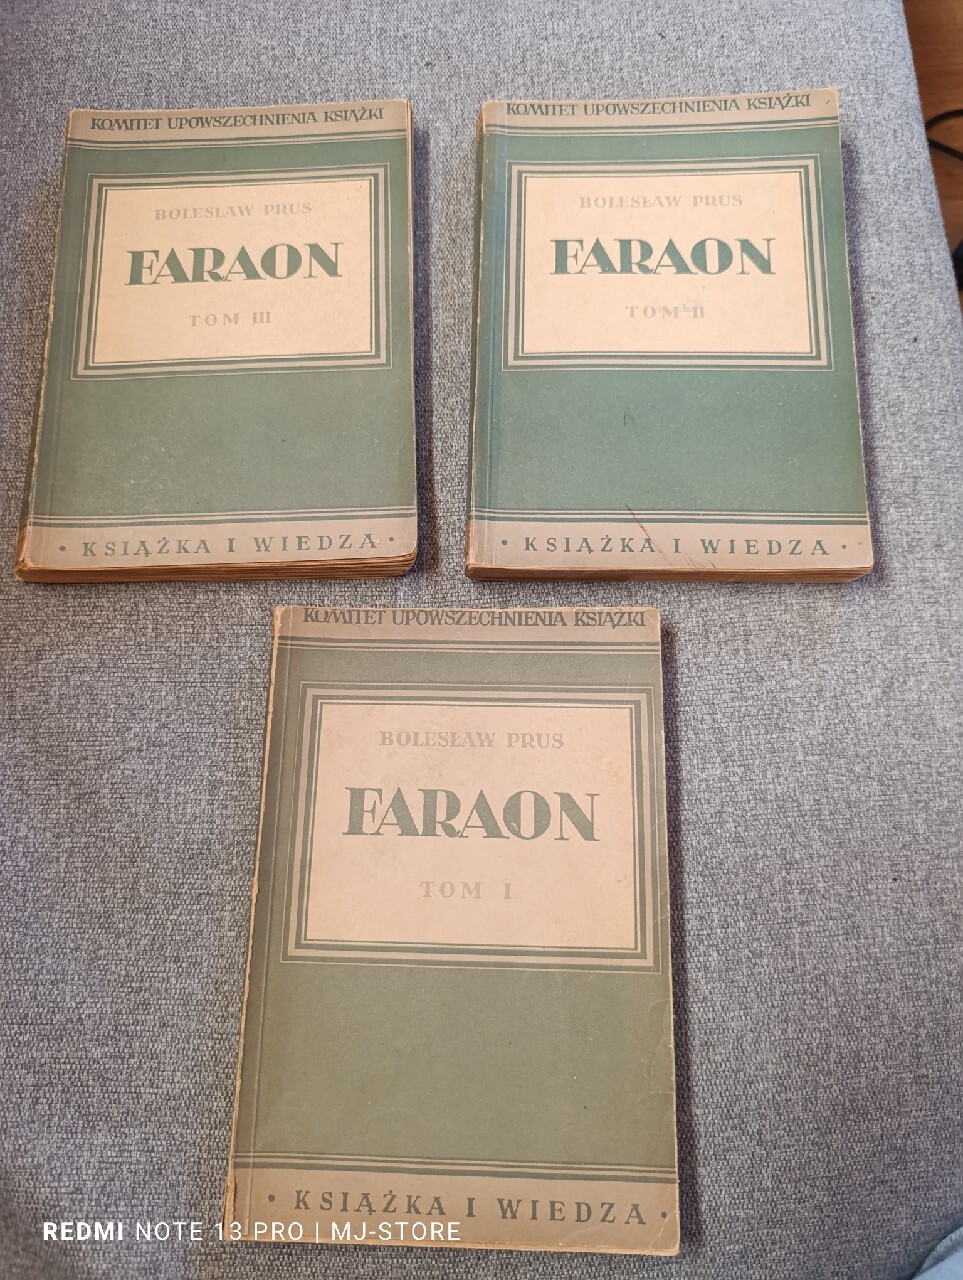 KOMITET UPOWSZECHNIENIA KSIĄŻKI
BOLESŁAW PRUS
FARAON
TOM III
• KSIĄŻKA I WIEDZA •
KOMITET UPOWSZECHNIENIA KSIĄŻKI
BOLESŁAW PRUS
FARAON
TOM II
• KSIĄŻKA I WIEDZA •
KOMITET UPOWSZECHNIENIA KSIĄŻKI
BOLESŁAW PRUS
FARAON
TOM I
• KSIĄŻKA I WIEDZA •
REDMI NOTE 13 PRO | MJ-STORE